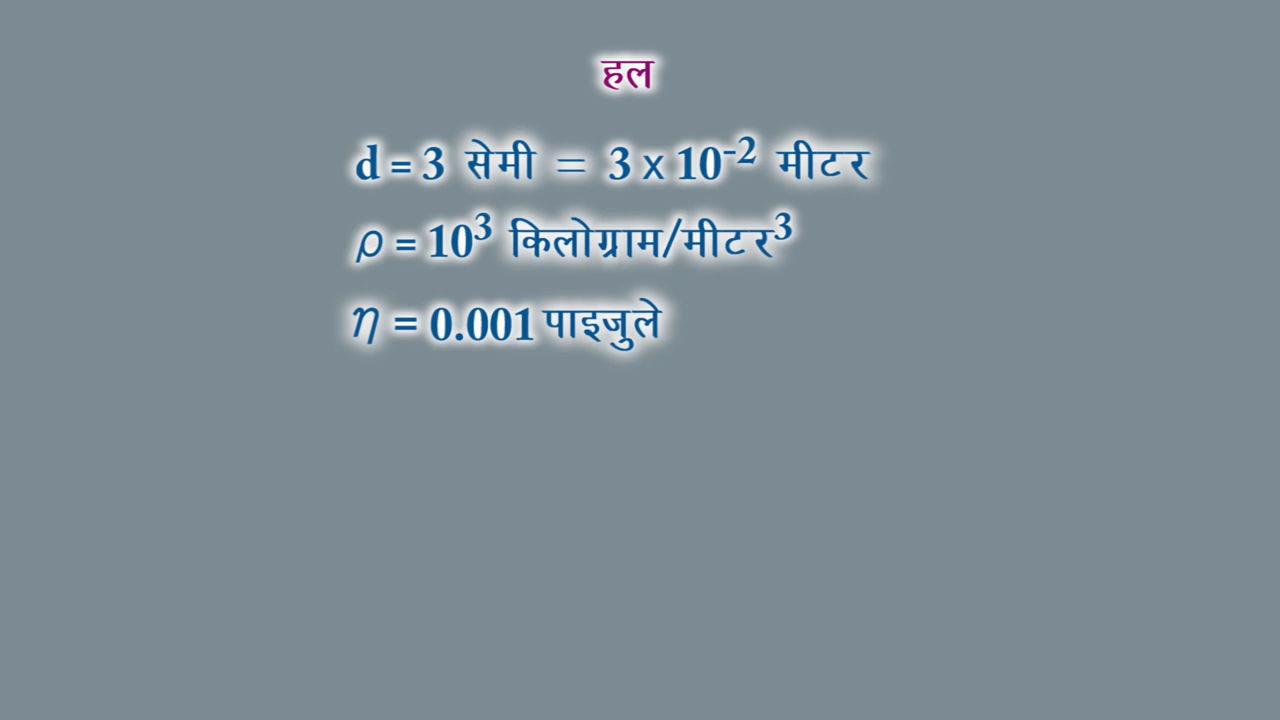 हल
d = 3 सेमी = 3 x 10⁻² मीटर
ρ = 10³ किलोग्राम/मीटर³
η = 0.001 पाइजुले